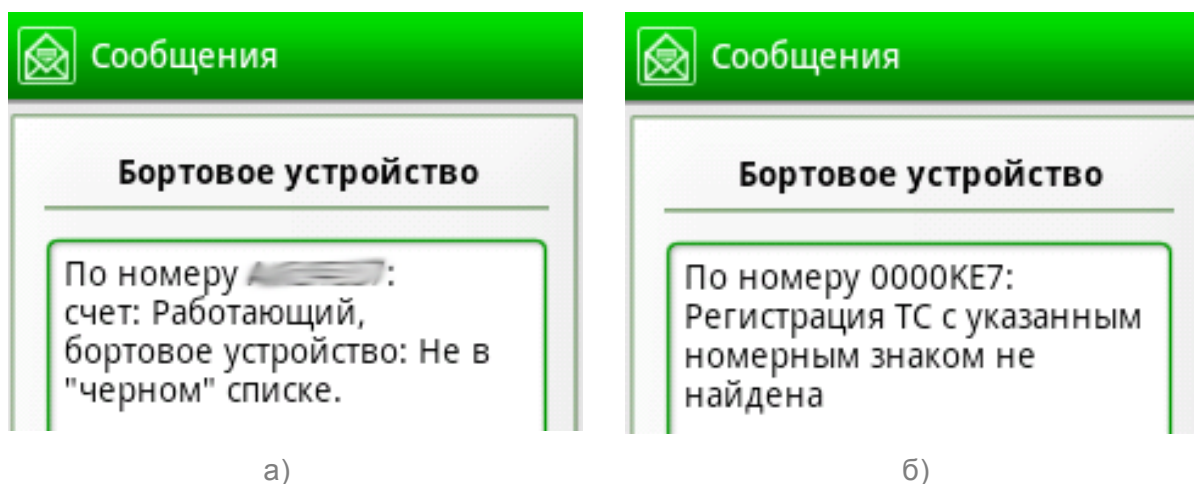 Сообщения
Бортовое устройство
По номеру :
счет: Работающий,
бортовое устройство: Не в
"черном" списке.
а)
Сообщения
Бортовое устройство
По номеру 0000KE7:
Регистрация ТС с указанным
номерным знаком не
найдена
б)